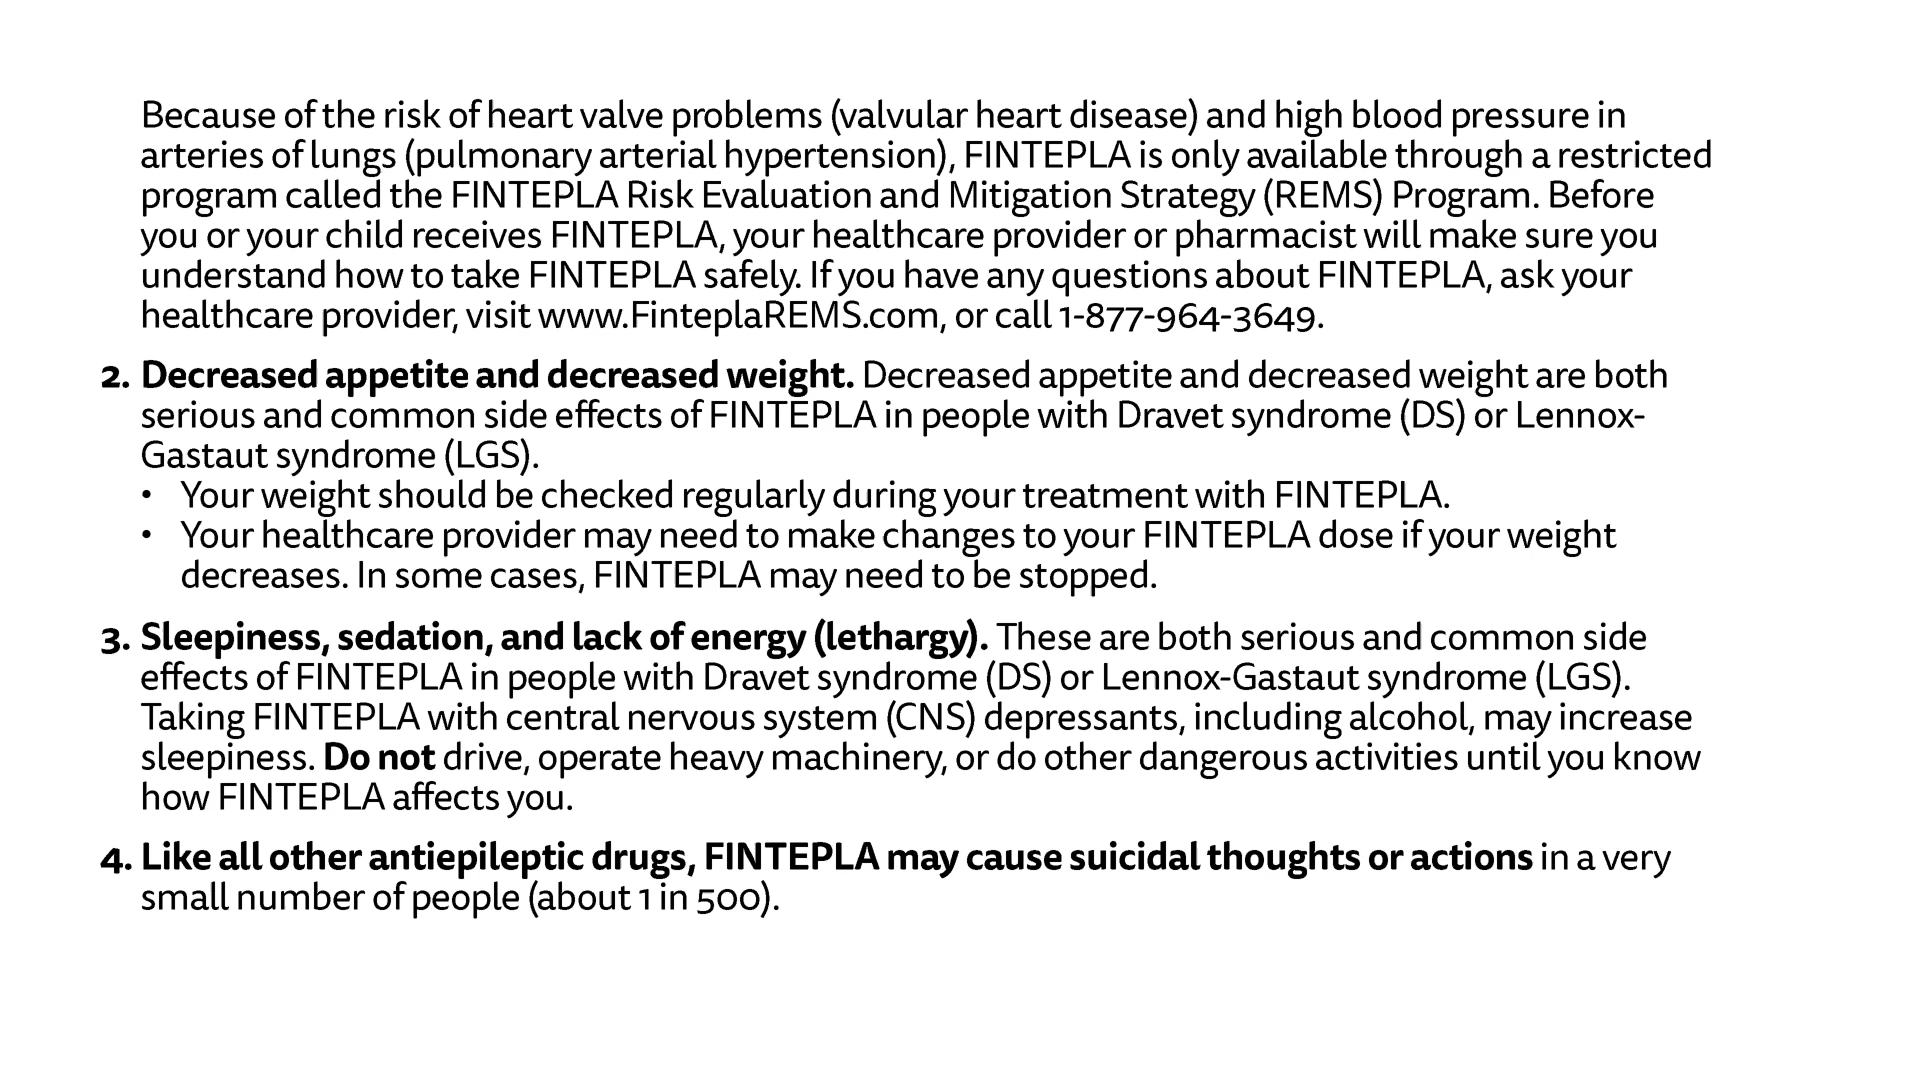 Because of the risk of heart valve problems (valvular heart disease) and high blood pressure in
arteries of lungs (pulmonary arterial hypertension), FINTEPLA is only available through a restricted
program called the FINTEPLA Risk Evaluation and Mitigation Strategy (REMS) Program. Before
you or your child receives FINTEPLA, your healthcare provider or pharmacist will make sure you
understand how to take FINTEPLA safely. If you have any questions about FINTEPLA, ask your
healthcare provider, visit www.FinteplaREMS.com, or call 1-877-964-3649.
2. Decreased appetite and decreased weight. Decreased appetite and decreased weight are both
serious and common side effects of FINTEPLA in people with Dravet syndrome (DS) or Lennox-
Gastaut syndrome (LGS).
• Your weight should be checked regularly during your treatment with FINTEPLA.
• Your healthcare provider may need to make changes to your FINTEPLA dose if your weight
decreases. In some cases, FINTEPLA may need to be stopped.
3. Sleepiness, sedation, and lack of energy (lethargy). These are both serious and common side
effects of FINTEPLA in people with Dravet syndrome (DS) or Lennox-Gastaut syndrome (LGS).
Taking FINTEPLA with central nervous system (CNS) depressants, including alcohol, may increase
sleepiness. Do not drive, operate heavy machinery, or do other dangerous activities until you know
how FINTEPLA affects you.
4. Like all other antiepileptic drugs, FINTEPLA may cause suicidal thoughts or actions in a very
small number of people (about 1 in 500).